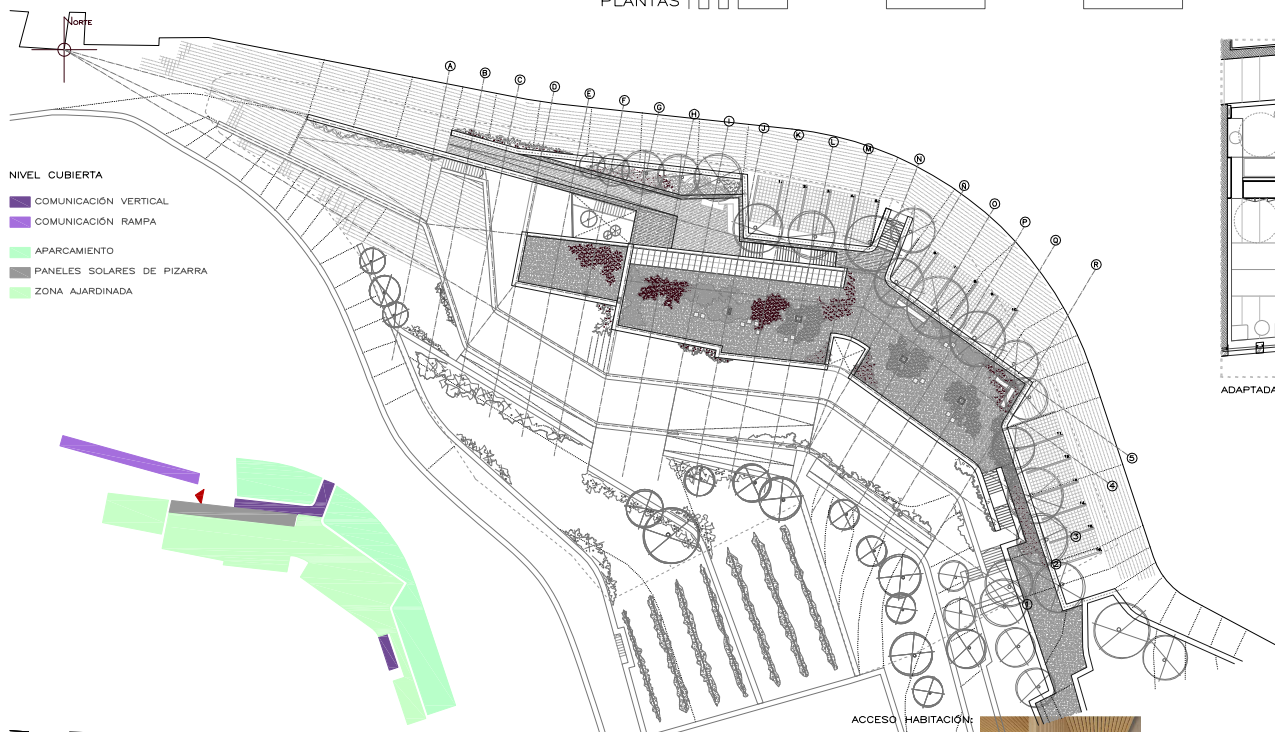 PLANTAS
NORTE
A
B
C
D
E
F
G
H
I
J
K
L
M
N
Ñ
O
P
Q
R
NIVEL CUBIERTA
COMUNICACIÓN VERTICAL
COMUNICACIÓN RAMPA
APARCAMIENTO
PANELES SOLARES DE PIZARRA
ZONA AJARDINADA
ADAPTADA
5
4
3
2
1
ACCESO HABITACIÓN: